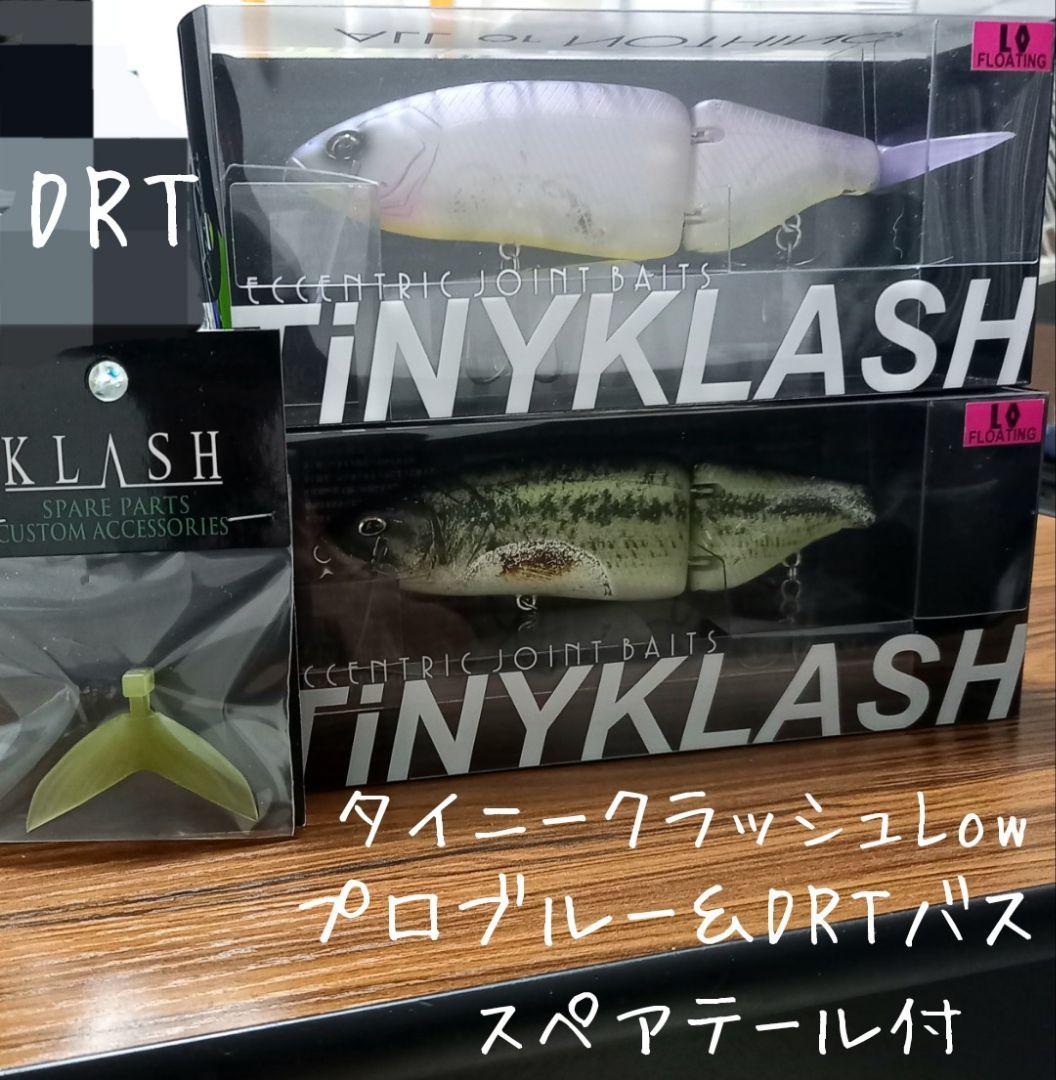 ALL or NOTHING
LO
FLOATING
DRT
ECCENTRIC JOINT BAITS
TiNYKLASH
LO
FLOATING
KLASH
SPARE PARTS
CUSTOM ACCESSORIES
ECCENTRIC JOINT BAITS
TiNYKLASH
タイニークラッシュLow
プロブルー&DRTバス
スペアテール付